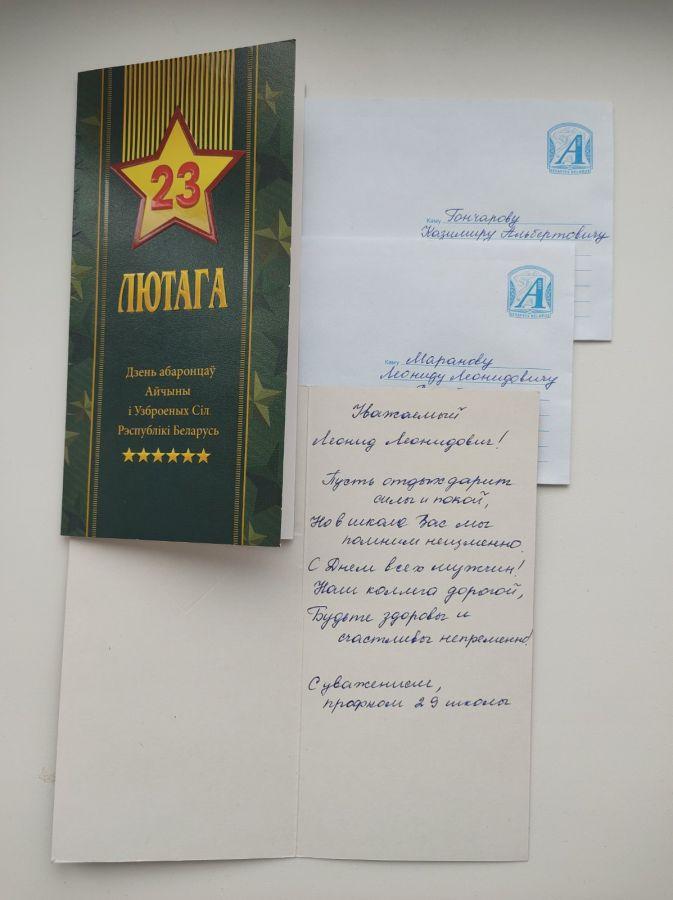 23
ЛЮТАГА
Дзень абаронцаў
Айчыны
і Узброеных Сіл
Рэспублікі Беларусь
А
Каму Гончарову
Казимиру Альбертовичу
А
Каму Маранову
Леониду Леонидовичу
Уважаемый
Леонид Леонидович!
Пусть отдых дарит
силы и покой,
Но в школе Вас мы
помним неизменно.
С Днем всех мужчин!
Наш коллега дорогой,
Будьте здоровы и
счастливы непременно!
С уважением,
профком 29 школы